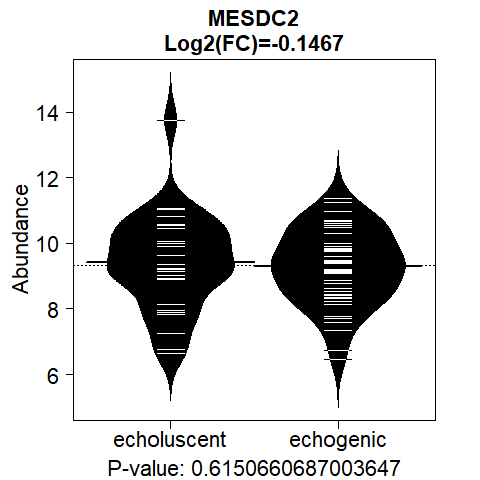 MESDC2
Log2(FC)=-0.1467
Abundance
14
12
10
8
6
echoluscent echogenic
P-value: 0.6150660687003647